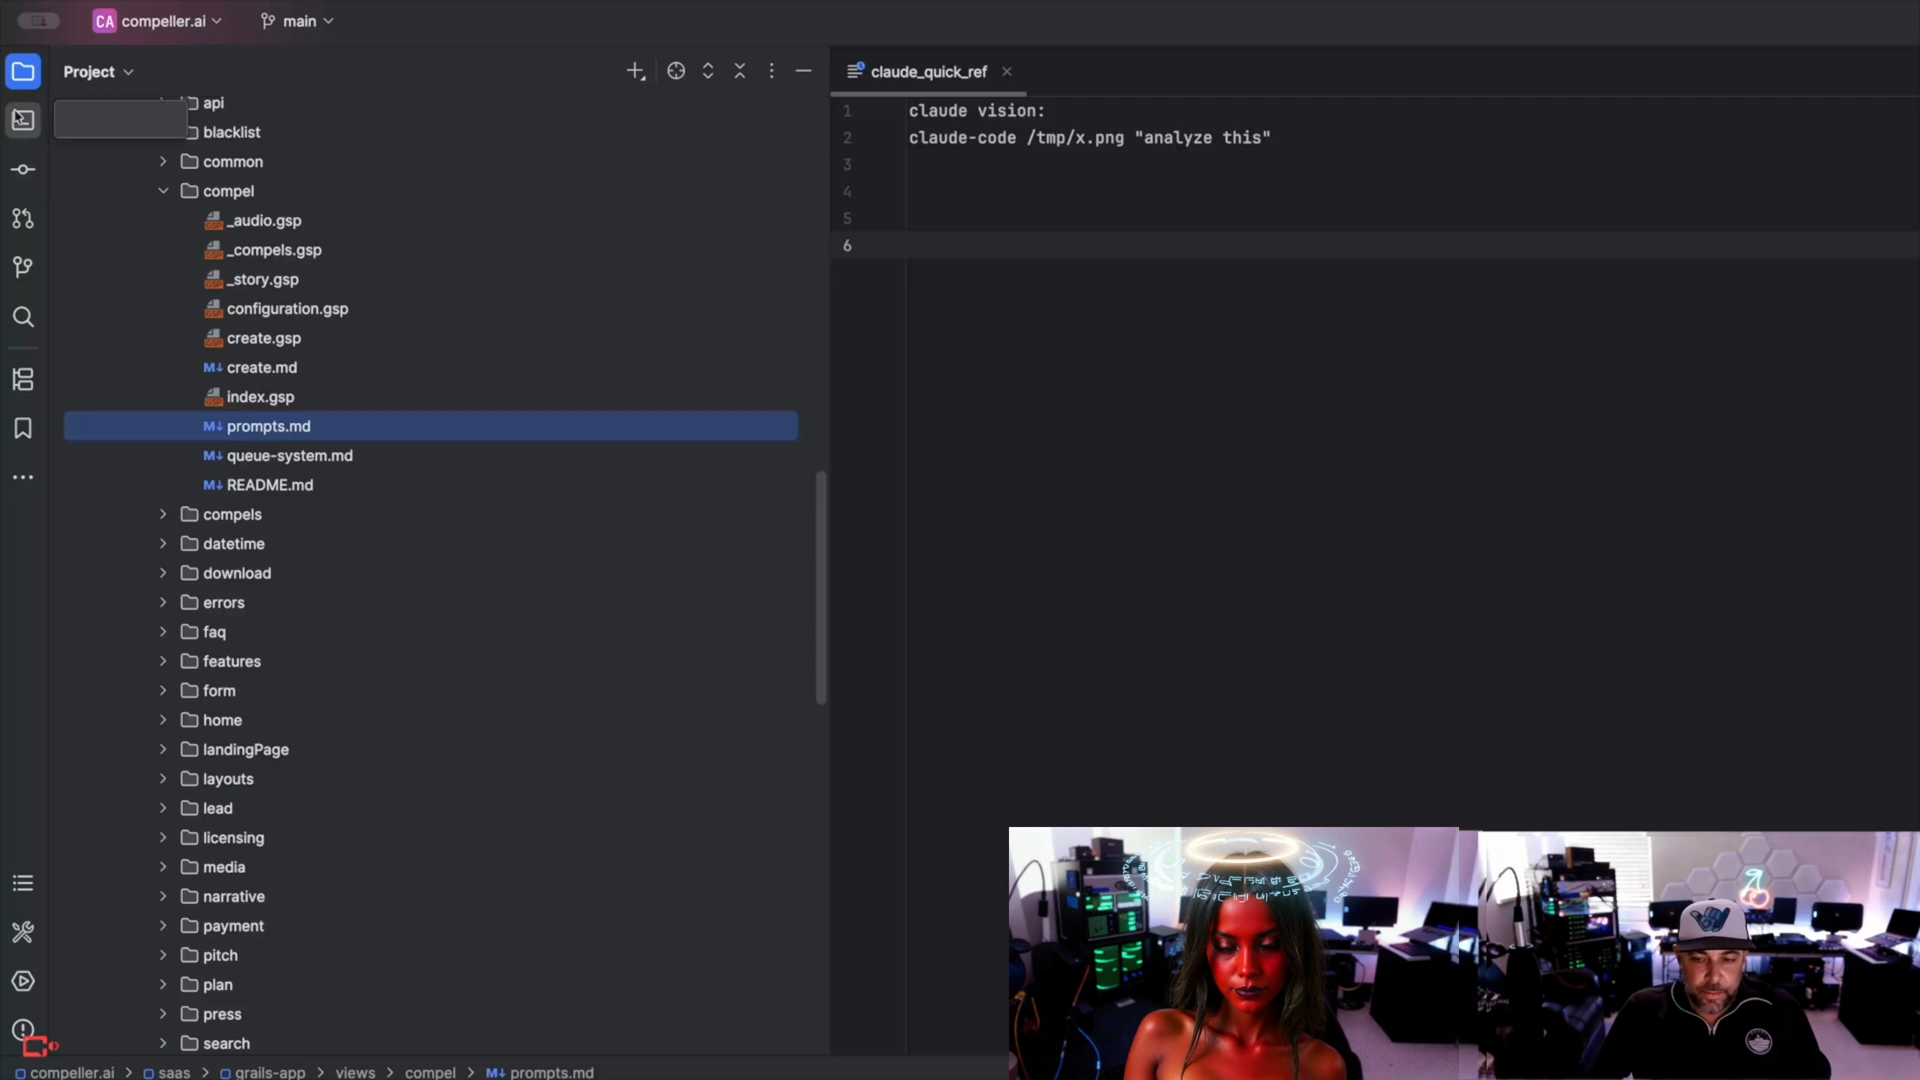 CA compeller.ai
main
Project
claude_quick_ref
api
blacklist
common
compel
_audio.gsp
_compels.gsp
_story.gsp
configuration.gsp
create.gsp
M↓ create.md
index.gsp
M↓ prompts.md
M↓ queue-system.md
M↓ README.md
compels
datetime
download
errors
faq
features
form
home
landingPage
layouts
lead
licensing
media
narrative
payment
pitch
plan
press
search
1 claude vision:
2 claude-code /tmp/x.png "analyze this"
3
4
5
6
compeller.ai > saas > grails-app > views > compel > M↓ prompts.md